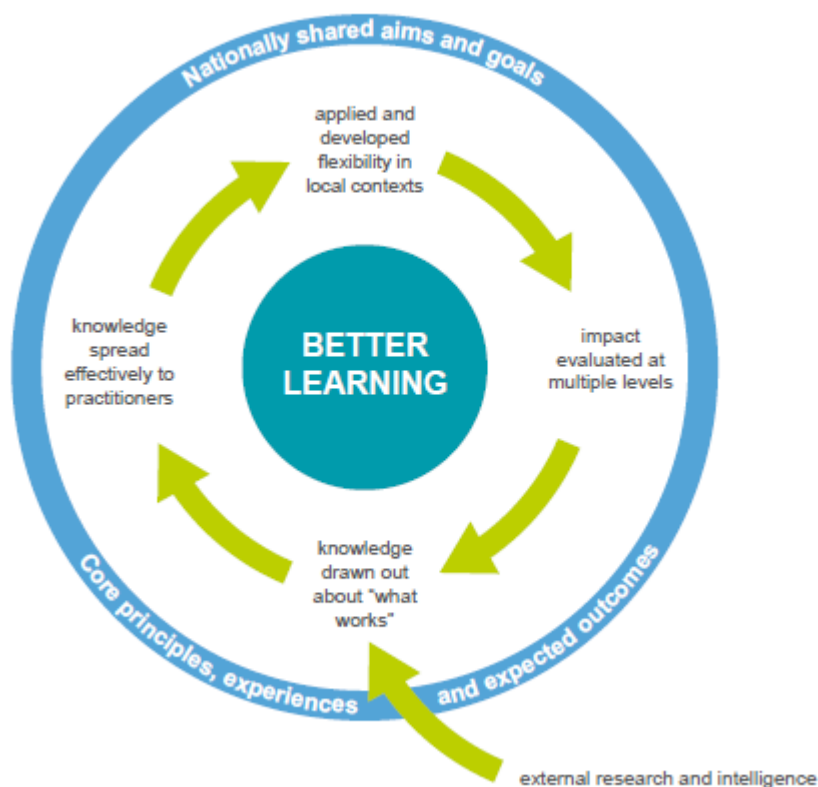 Nationally shared aims and goals
applied and
developed
flexibility in
local contexts
knowledge
spread
effectively to
practitioners
BETTER
LEARNING
impact
evaluated at
multiple levels
knowledge
drawn out
about "what
works"
Core principles, experiences and expected outcomes
external research and intelligence